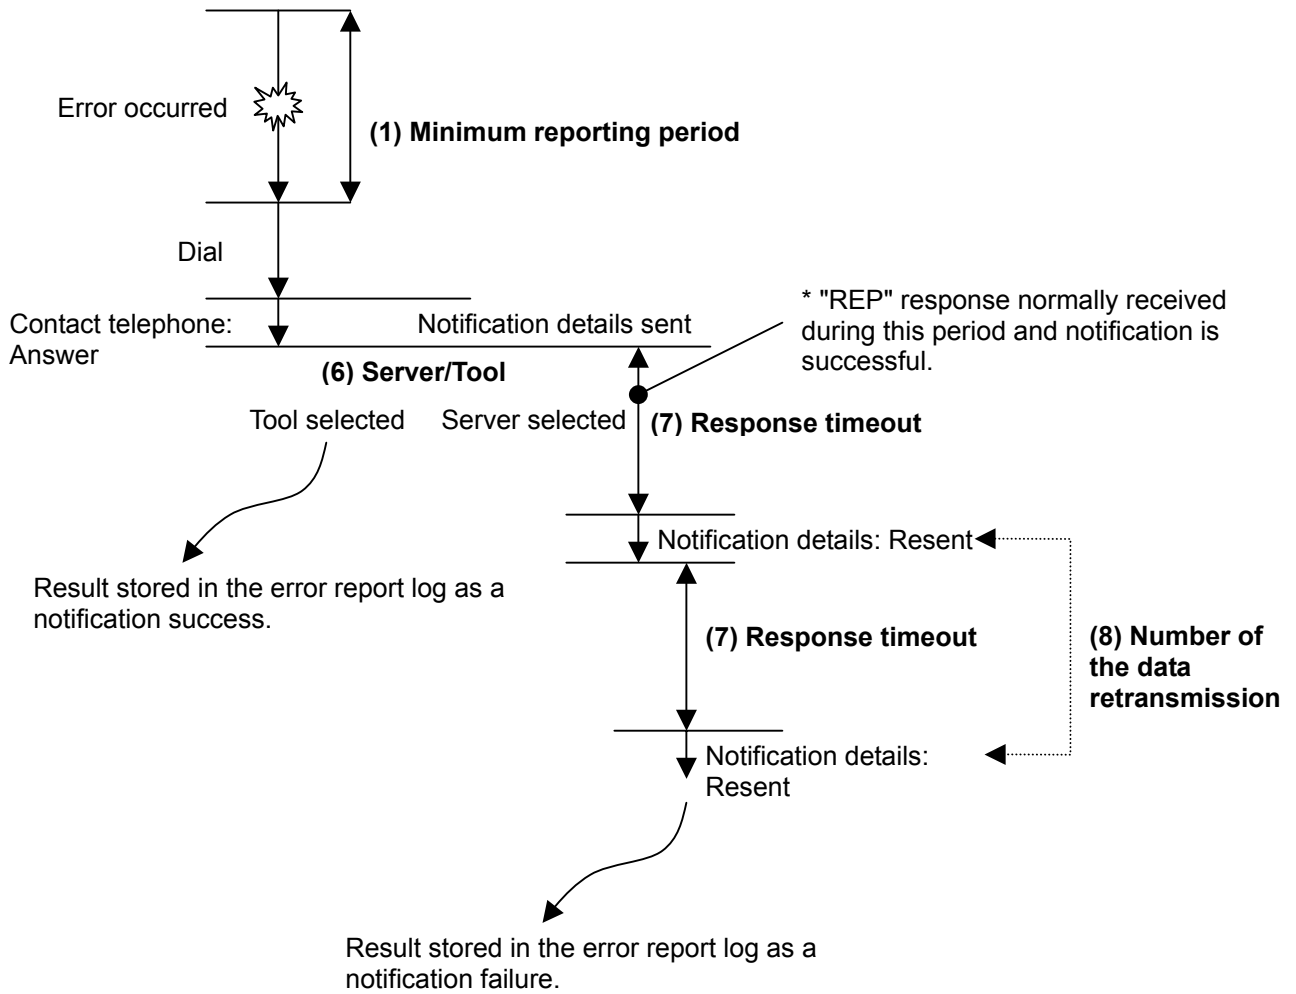 Error occurred
(1) Minimum reporting period
Dial
* "REP" response normally received
during this period and notification is
successful.
Contact telephone:
Answer
Notification details sent
(6) Server/Tool
Tool selected
Server selected
(7) Response timeout
Notification details: Resent
Result stored in the error report log as a
notification success.
(7) Response timeout
(8) Number of
the data
retransmission
Notification details:
Resent
Result stored in the error report log as a
notification failure.